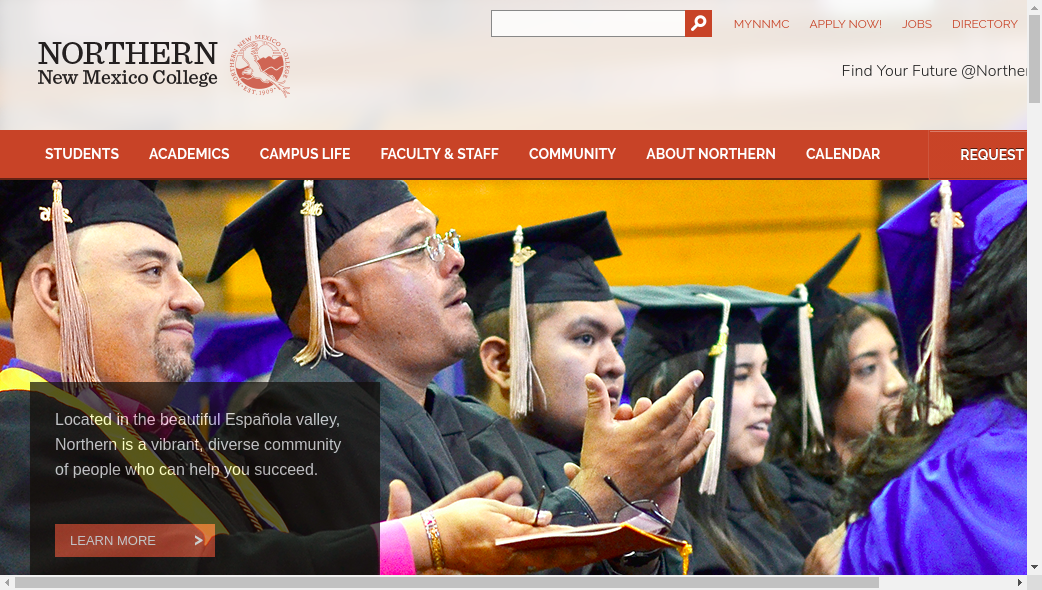 MYNNMC
APPLY NOW!
JOBS
DIRECTORY
NORTHERN
New Mexico College
NORTHERN NEW MEXICO COLLEGE
EST. 1909
Find Your Future @Norther
STUDENTS
ACADEMICS
CAMPUS LIFE
FACULTY & STAFF
COMMUNITY
ABOUT NORTHERN
CALENDAR
REQUEST
Located in the beautiful Española valley,
Northern is a vibrant, diverse community
of people who can help you succeed.
LEARN MORE